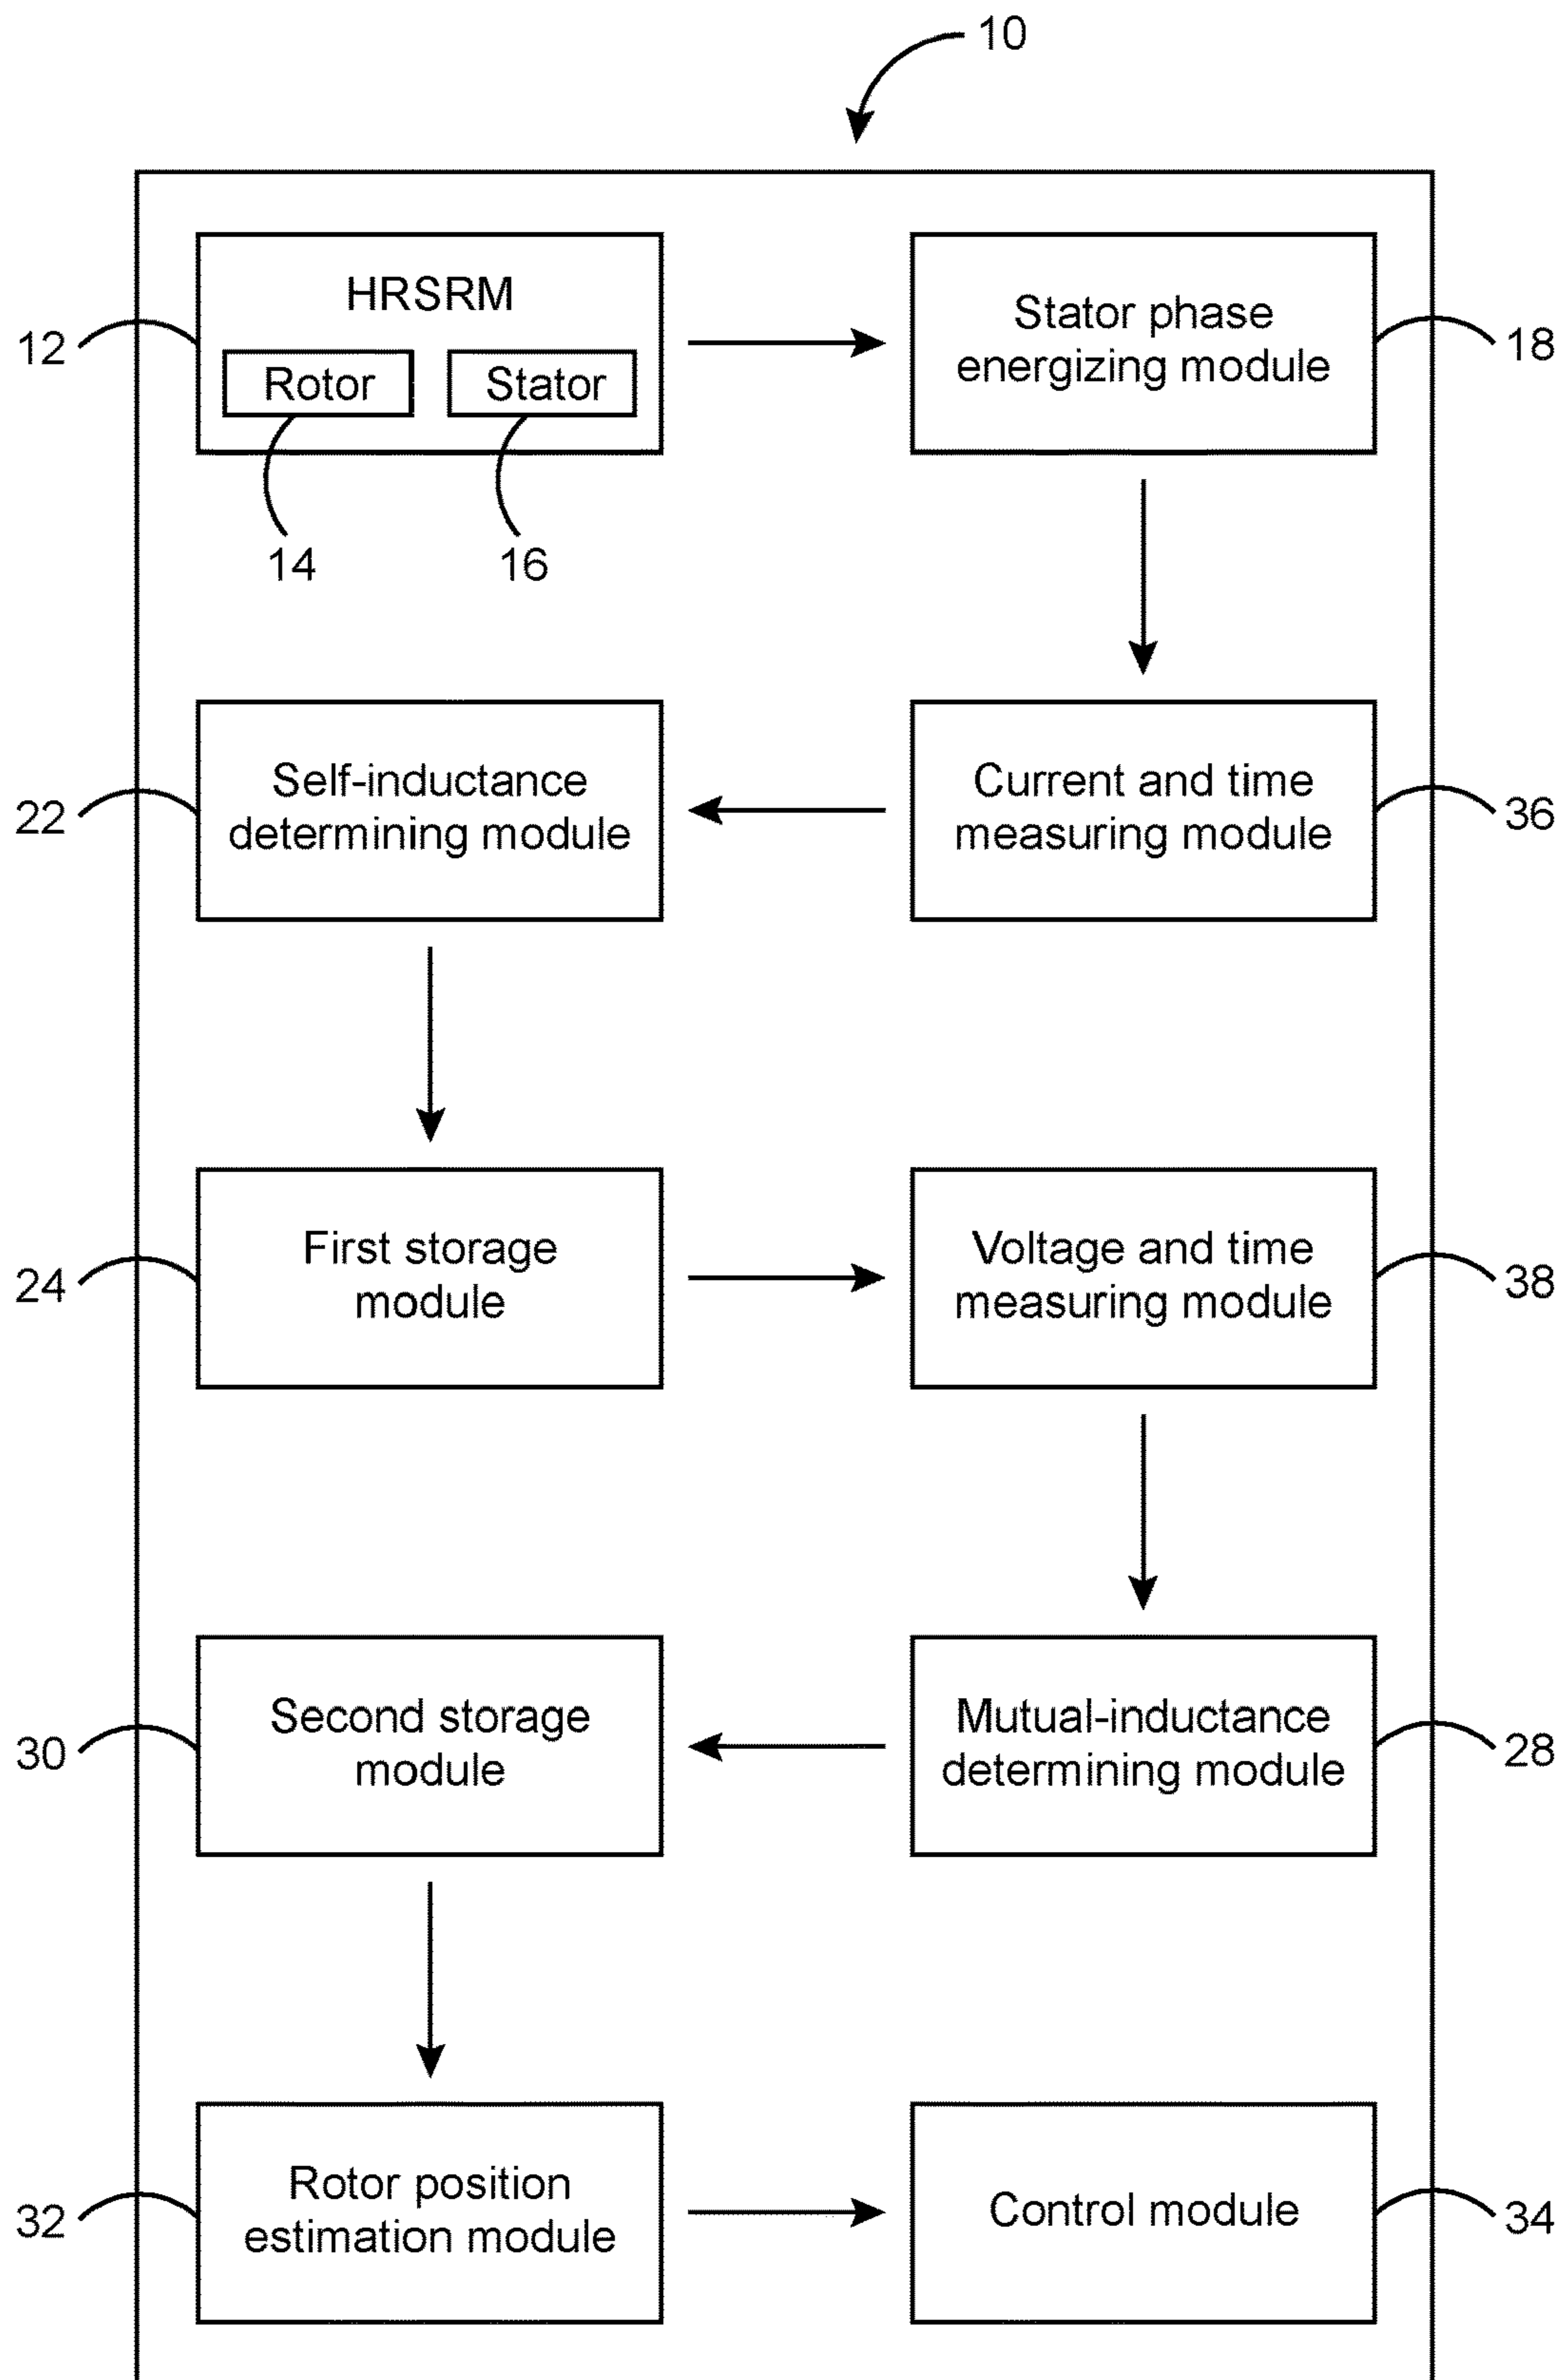 10
HRSRM
Rotor
Stator
12
14
16
Stator phase
energizing module
18
Self-inductance
determining module
22
Current and time
measuring module
36
First storage
module
24
Voltage and time
measuring module
38
Second storage
module
30
Mutual-inductance
determining module
28
Rotor position
estimation module
32
Control module
34